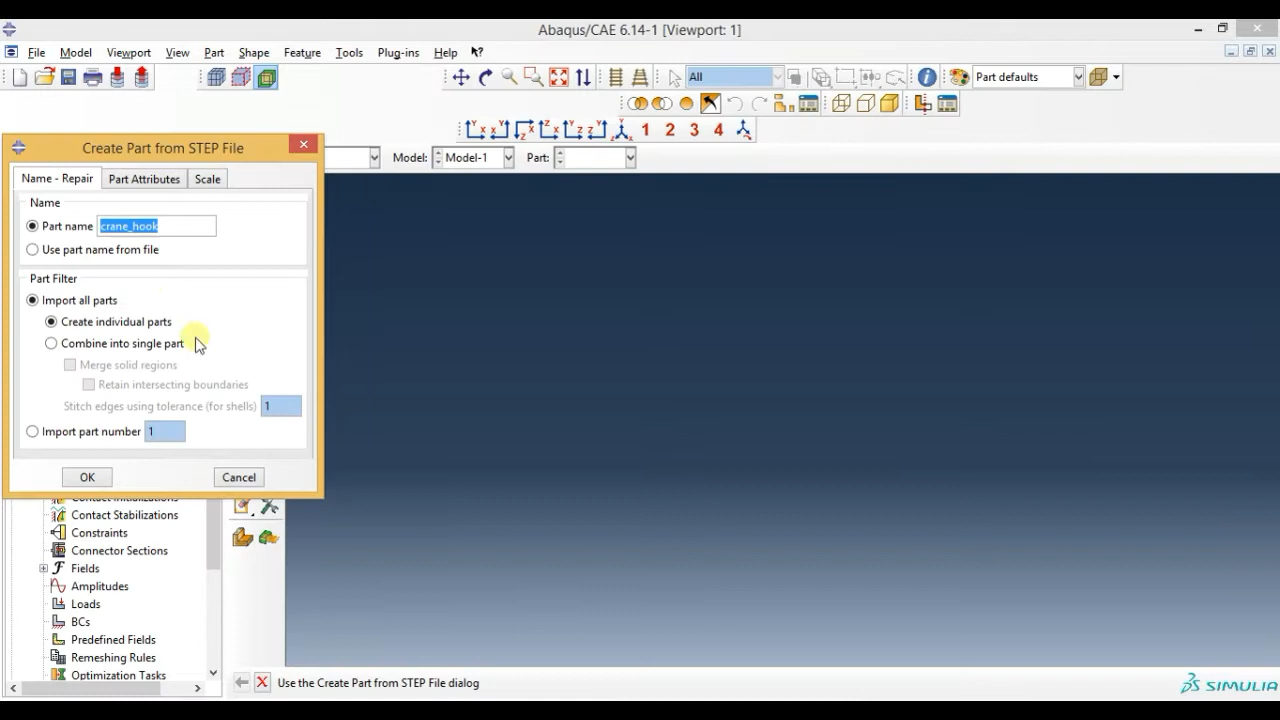 Abaqus/CAE 6.14-1 [Viewport: 1]
File Model Viewport View Part Shape Feature Tools Plug-ins Help
All
Part defaults
1 2 3 4
Create Part from STEP File
Model: Model-1 Part:
Name - Repair Part Attributes Scale
Name
Part name crane_hook
Use part name from file
Part Filter
Import all parts
Create individual parts
Combine into single part
Merge solid regions
Retain intersecting boundaries
Stitch edges using tolerance (for shells) 1
Import part number 1
OK Cancel
Contact Initializations
Contact Stabilizations
Constraints
Connector Sections
Fields
Amplitudes
Loads
BCs
Predefined Fields
Remeshing Rules
Optimization Tasks
Use the Create Part from STEP File dialog
SIMULIA